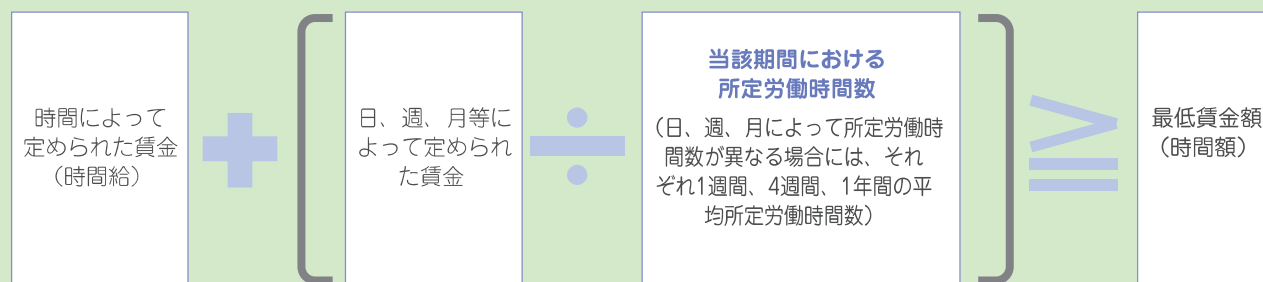 時間によって
定められた賃金
（時間給）
＋
日、週、月等に
よって定められ
た賃金
÷
当該期間における
所定労働時間数
（日、週、月によって所定労働時
間数が異なる場合には、それ
ぞれ1週間、4週間、1年間の平
均所定労働時間数）
≧
最低賃金額
（時間額）